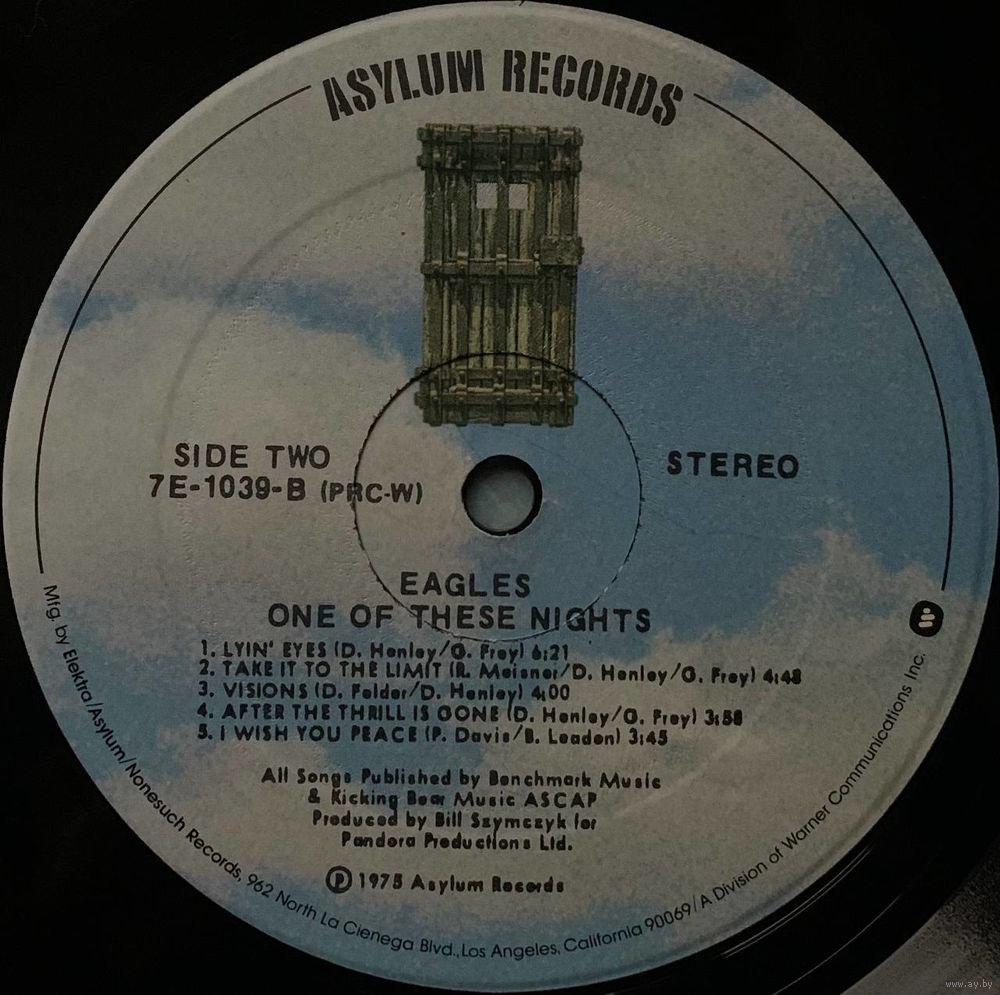 ASYLUM RECORDS
SIDE TWO
7E-1039-B (PRC-W)
STEREO
EAGLES
ONE OF THESE NIGHTS
1. LYIN' EYES (D. Henley/G. Frey) 6:21
2. TAKE IT TO THE LIMIT (R. Meisner/D. Henley/G. Frey) 4:48
3. VISIONS (D. Felder/D. Henley) 4:00
4. AFTER THE THRILL IS GONE (D. Henley/G. Frey) 3:58
5. I WISH YOU PEACE (P. Davis/B. Leadon) 3:45
All Songs Published by Benchmark Music
& Kicking Bear Music ASCAP
Produced by Bill Szymczyk for
Pandora Productions Ltd.
Ⓟ 1975 Asylum Records
Mfg. by Elektra/Asylum/Nonesuch Records, 962 North La Cienega Blvd., Los Angeles, California 90069/A Division of Warner Communications Inc.
www.ay.by